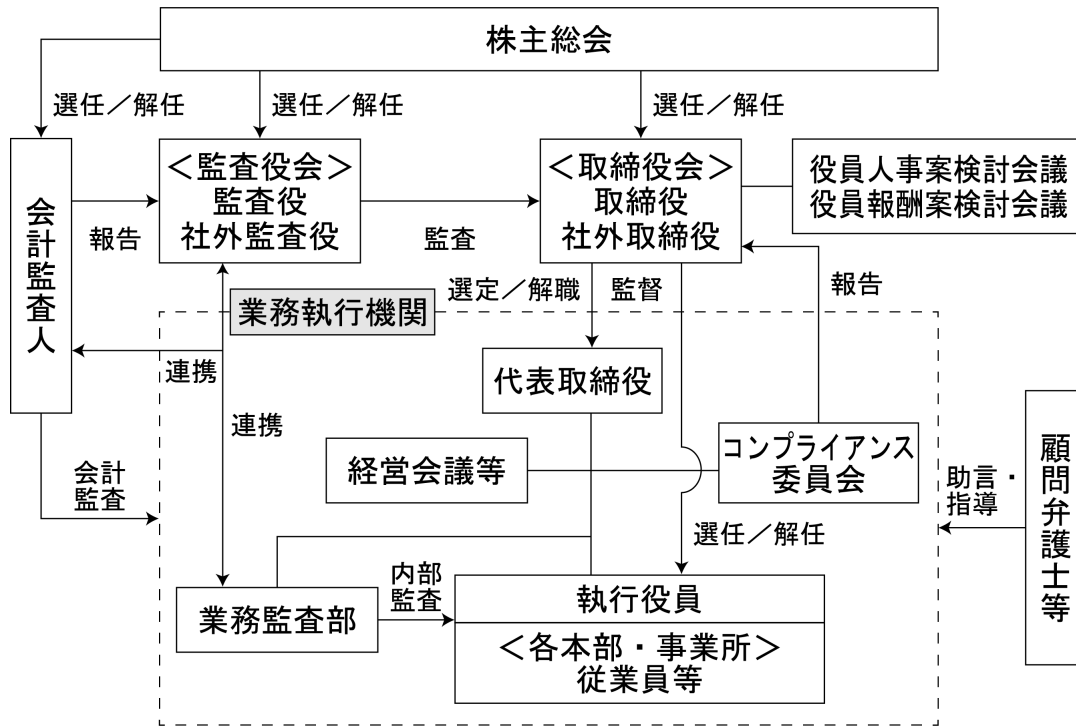 株主総会
選任／解任
選任／解任
選任／解任
会計監査人
＜監査役会＞
監査役
社外監査役
＜取締役会＞
取締役
社外取締役
役員人事案検討会議
役員報酬案検討会議
報告
監査
選定／解職
監督
報告
業務執行機関
連携
代表取締役
連携
経営会議等
コンプライアンス
委員会
会計
監査
助言・
指導
顧問弁護士等
選任／解任
内部
監査
業務監査部
執行役員
＜各本部・事業所＞
従業員等